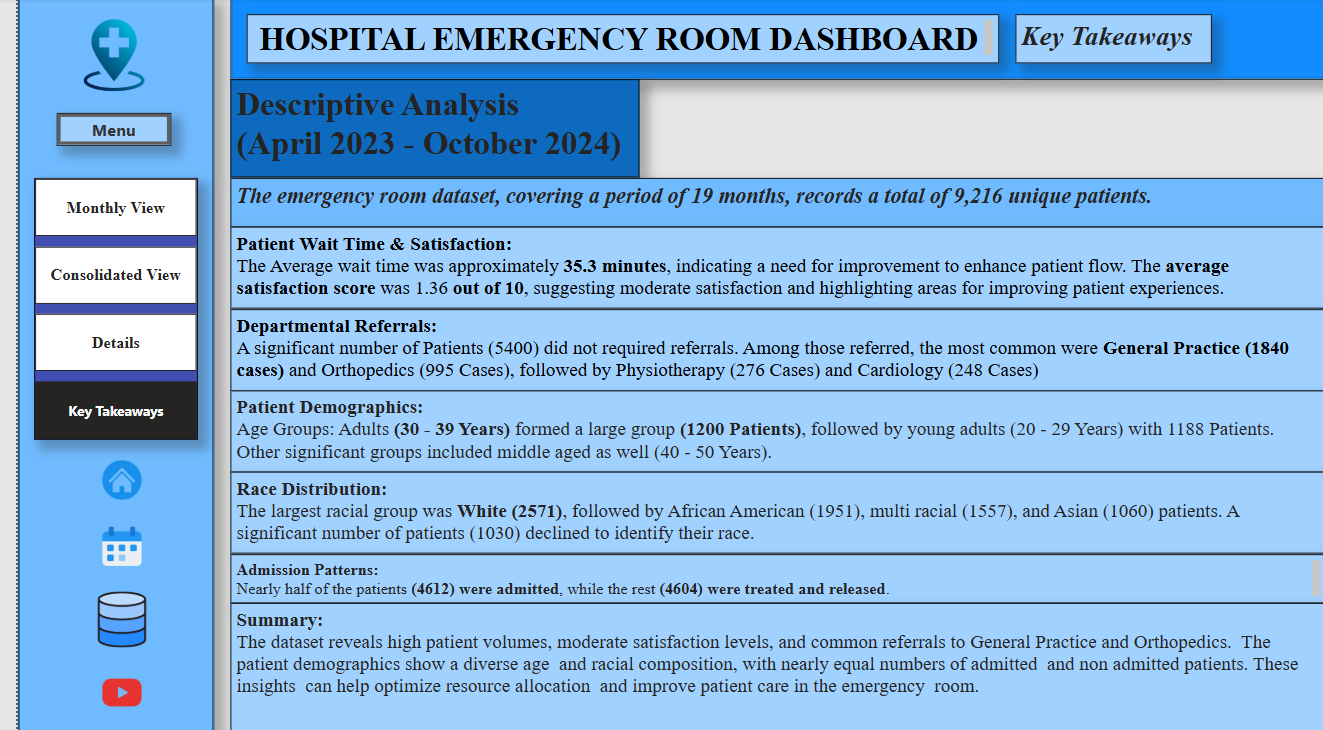 HOSPITAL EMERGENCY ROOM DASHBOARD
Key Takeaways
Menu
Monthly View
Consolidated View
Details
Key Takeaways
Descriptive Analysis
(April 2023 - October 2024)
The emergency room dataset, covering a period of 19 months, records a total of 9,216 unique patients.
Patient Wait Time & Satisfaction:
The Average wait time was approximately 35.3 minutes, indicating a need for improvement to enhance patient flow. The average
satisfaction score was 1.36 out of 10, suggesting moderate satisfaction and highlighting areas for improving patient experiences.
Departmental Referrals:
A significant number of Patients (5400) did not required referrals. Among those referred, the most common were General Practice (1840
cases) and Orthopedics (995 Cases), followed by Physiotherapy (276 Cases) and Cardiology (248 Cases)
Patient Demographics:
Age Groups: Adults (30 - 39 Years) formed a large group (1200 Patients), followed by young adults (20 - 29 Years) with 1188 Patients.
Other significant groups included middle aged as well (40 - 50 Years).
Race Distribution:
The largest racial group was White (2571), followed by African American (1951), multi racial (1557), and Asian (1060) patients. A
significant number of patients (1030) declined to identify their race.
Admission Patterns:
Nearly half of the patients (4612) were admitted, while the rest (4604) were treated and released.
Summary:
The dataset reveals high patient volumes, moderate satisfaction levels, and common referrals to General Practice and Orthopedics. The
patient demographics show a diverse age and racial composition, with nearly equal numbers of admitted and non admitted patients. These
insights can help optimize resource allocation and improve patient care in the emergency room.